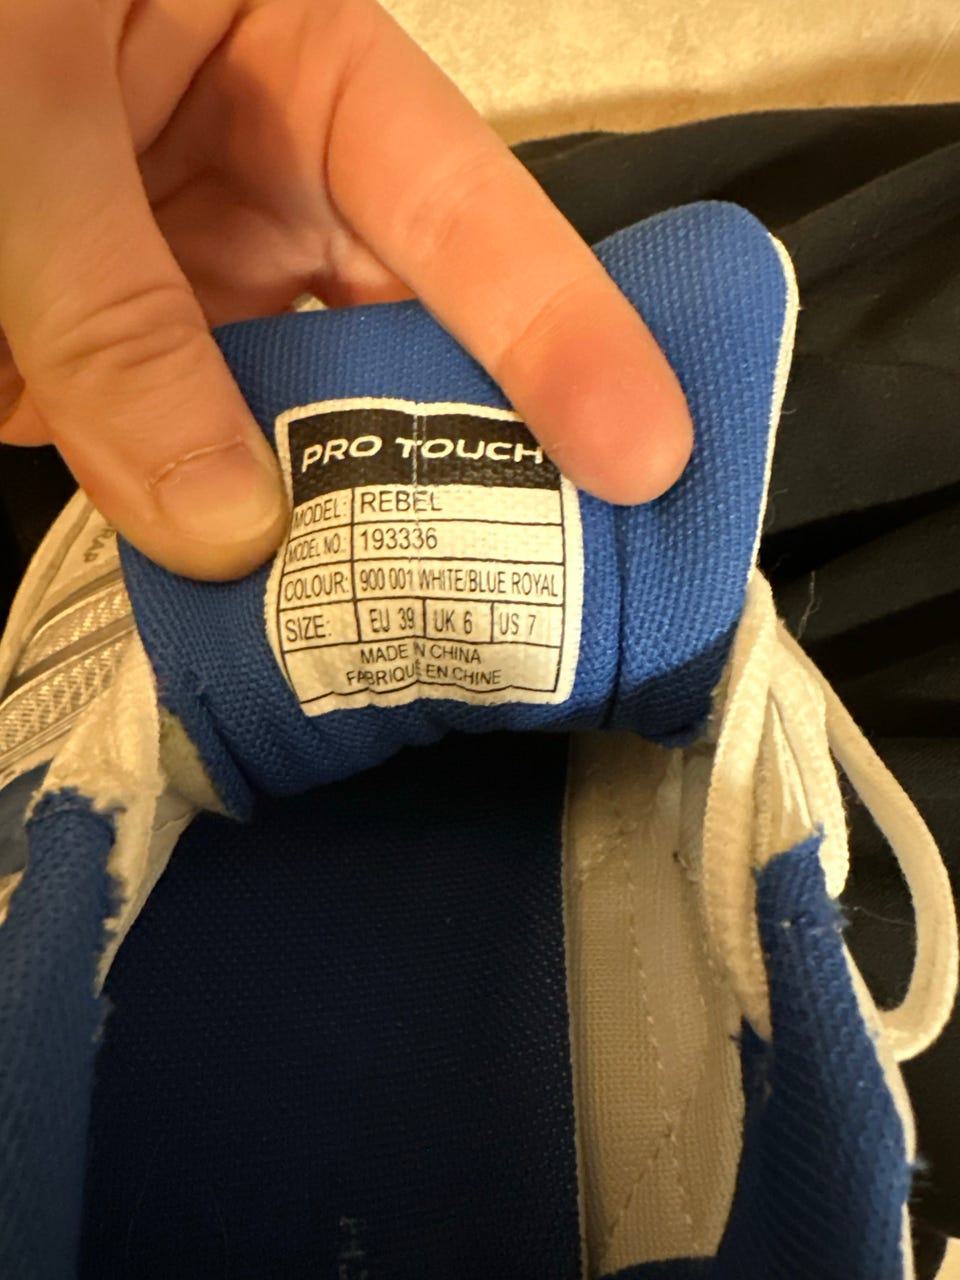 PRO TOUCH
MODEL: REBEL
MODEL NO.: 193336
COLOUR: 900 001 WHITE/BLUE ROYAL
SIZE: EU 39 UK 6 US 7
MADE IN CHINA
FABRIQUÉ EN CHINE